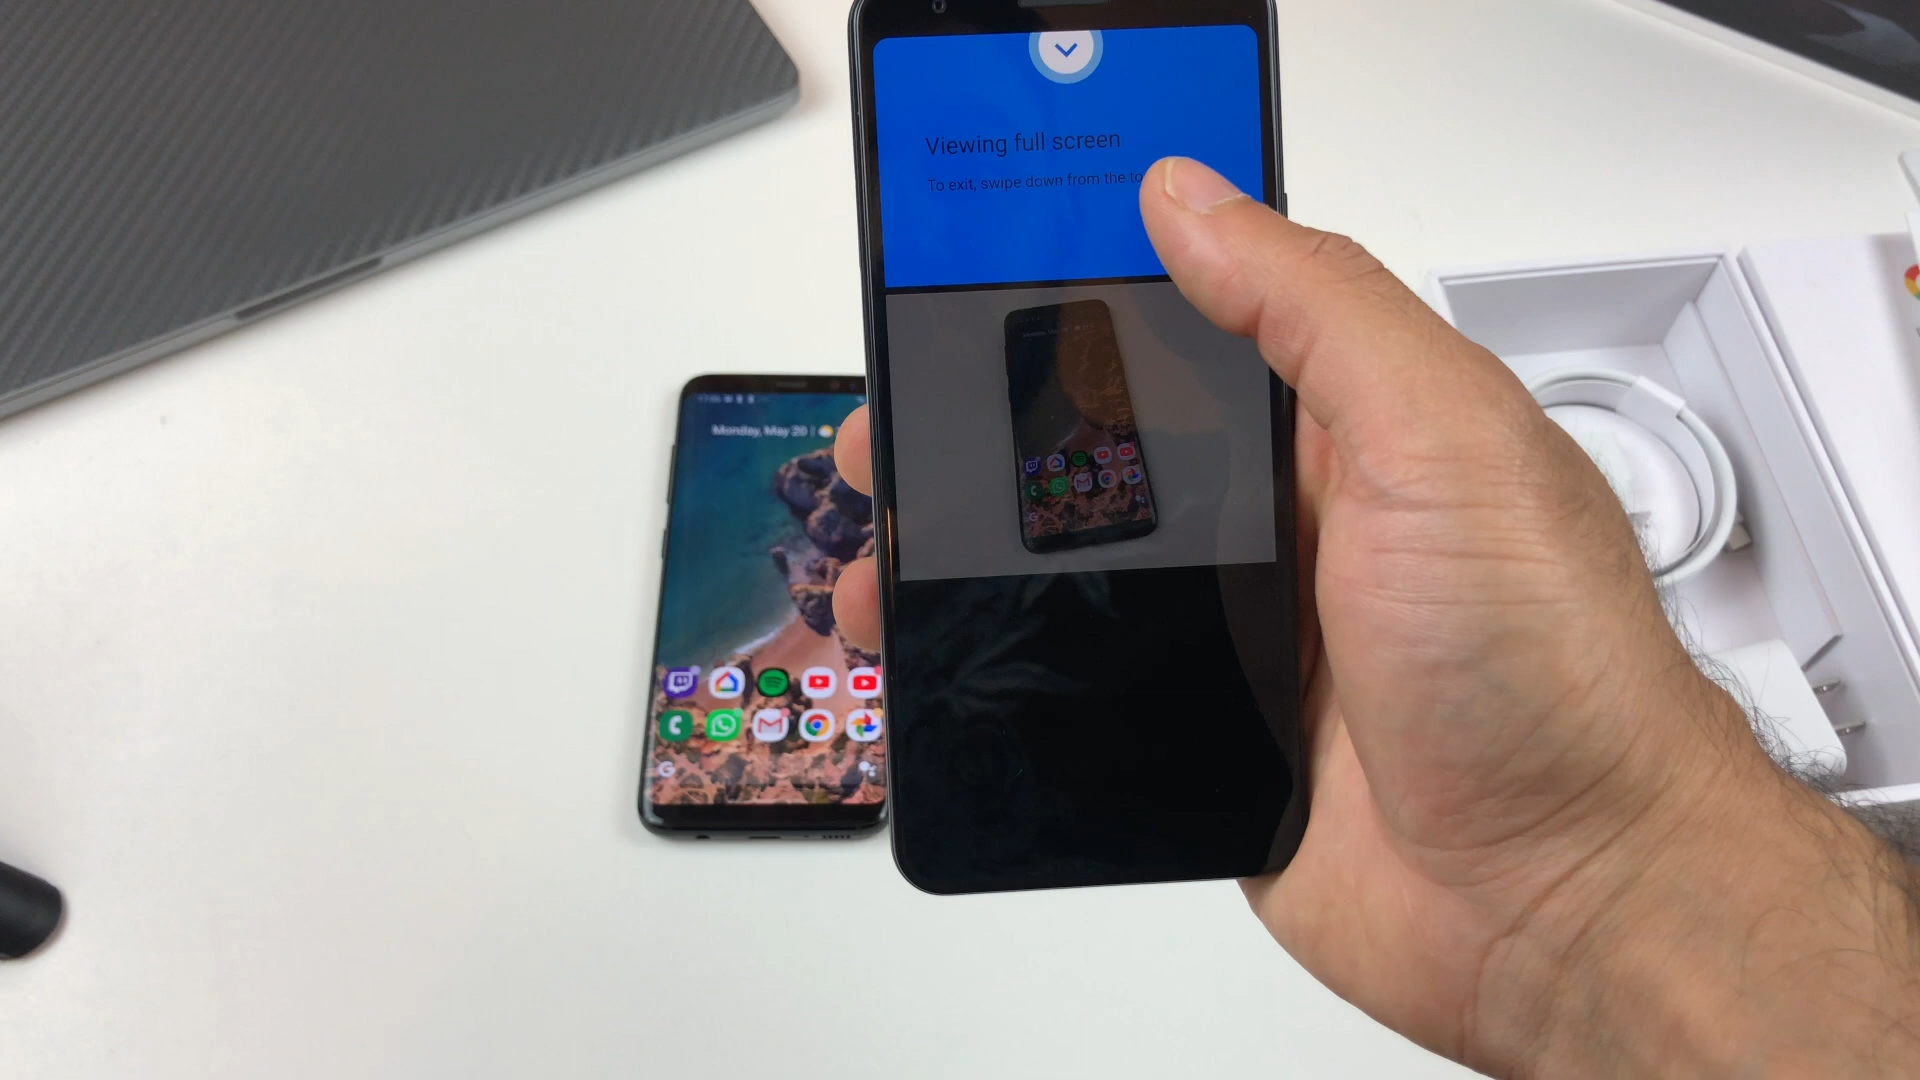 Viewing full screen
To exit, swipe down from the to
Monday, May 20